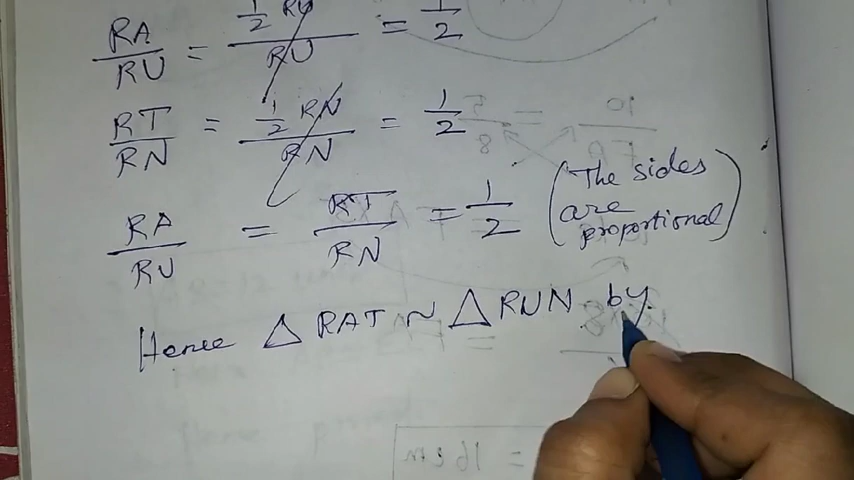 RA/RU = 1/2 RU/RU = 1/2
RT/RN = 1/2 RN/RN = 1/2
RA/RU = RT/RN = 1/2 (The sides are proportional)
Hence △ RAT ~ △ RUN by